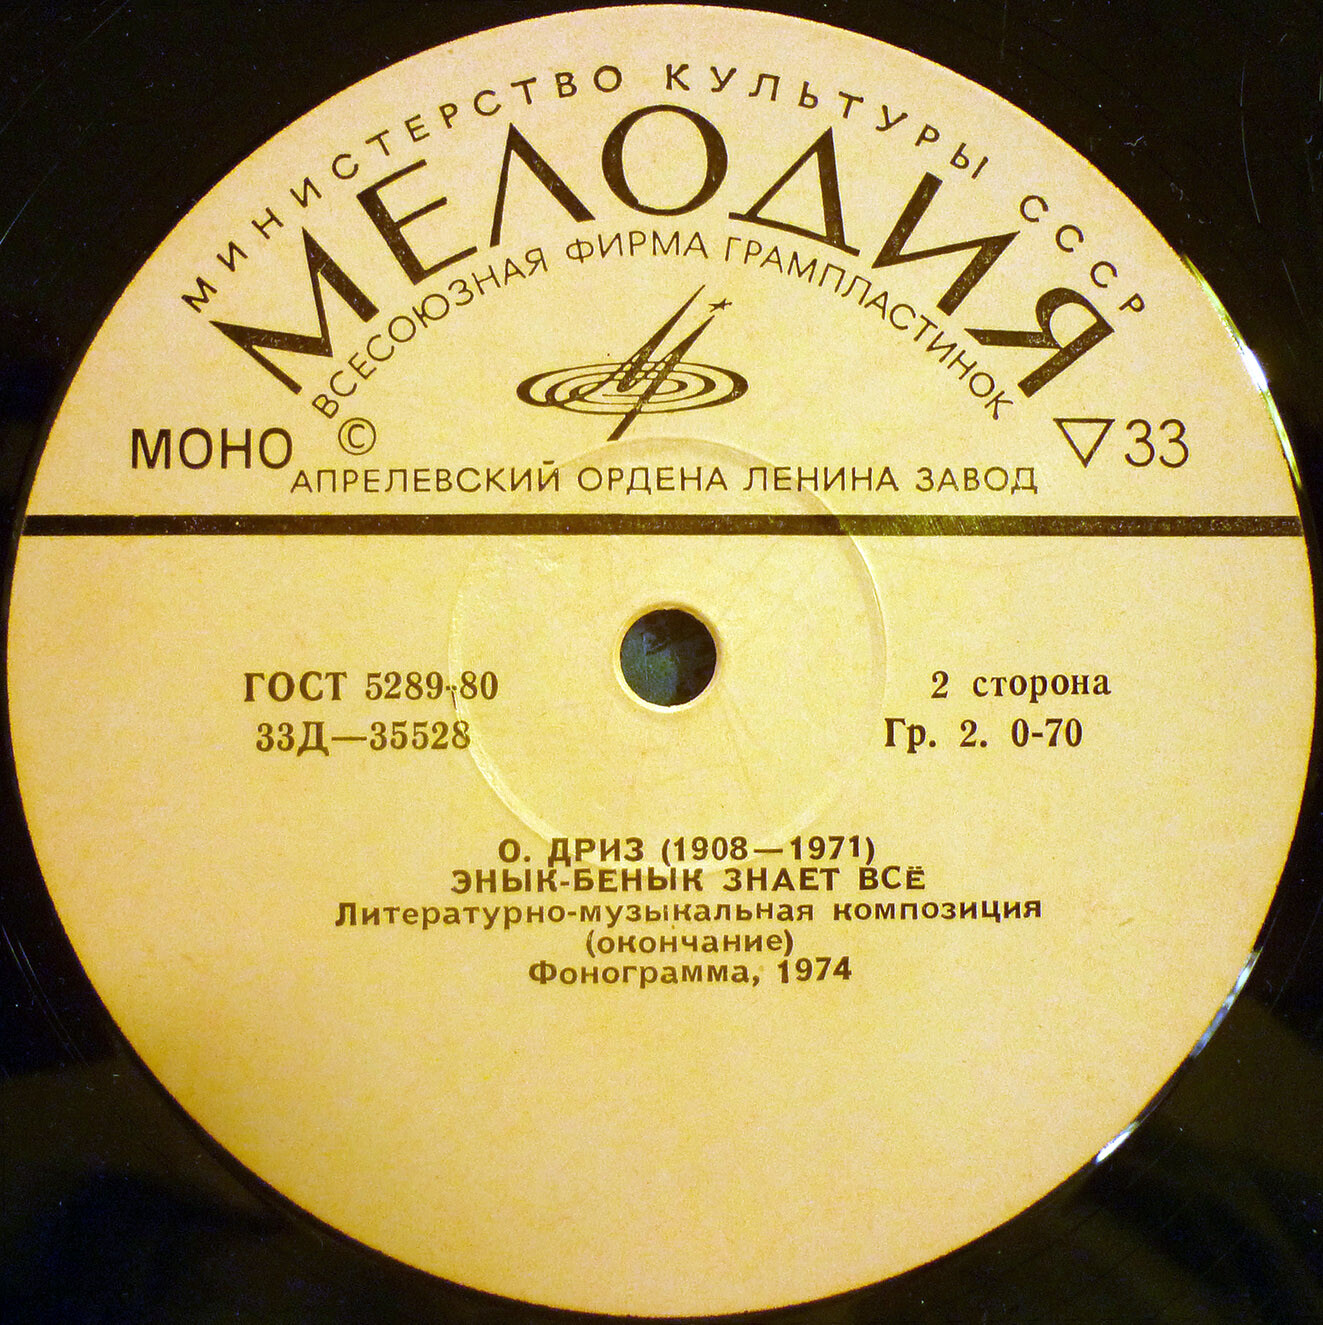 МИНИСТЕРСТВО КУЛЬТУРЫ СССР
МЕЛОДИЯ
ВСЕСОЮЗНАЯ ФИРМА ГРАМПЛАСТИНОК
МОНО © ▽33
АПРЕЛЕВСКИЙ ОРДЕНА ЛЕНИНА ЗАВОД
ГОСТ 5289-80 2 сторона
33Д—35528 Гр. 2. 0-70
О. ДРИЗ (1908—1971)
ЭНЫК-БЕНЫК ЗНАЕТ ВСЁ
Литературно-музыкальная композиция
(окончание)
Фонограмма, 1974